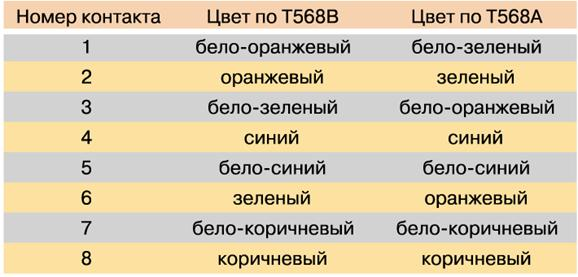 Номер контакта Цвет по T568B Цвет по T568A
1 бело-оранжевый бело-зеленый
2 оранжевый зеленый
3 бело-зеленый бело-оранжевый
4 синий синий
5 бело-синий бело-синий
6 зеленый оранжевый
7 бело-коричневый бело-коричневый
8 коричневый коричневый